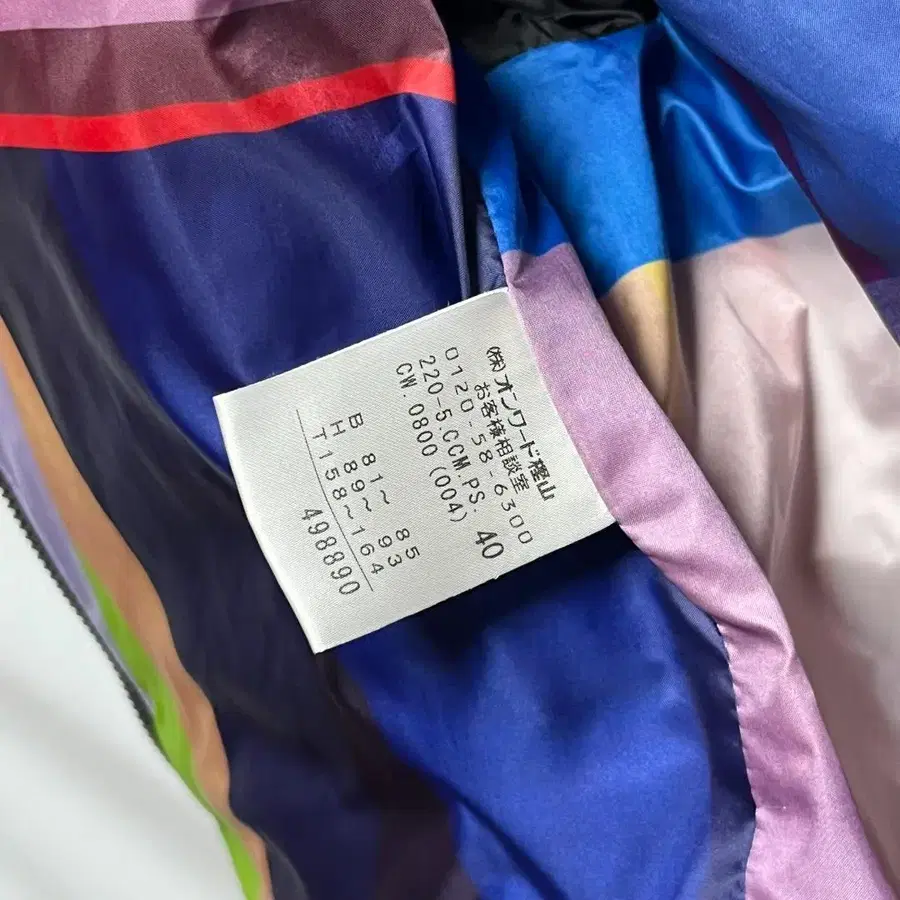 (株)オンワード樫山
お客様相談室
0120-58-6300
220-5.CCM.PS. 40
CW.0800(004)
B 81~ 85
H 89~ 93
T 158~164
498890